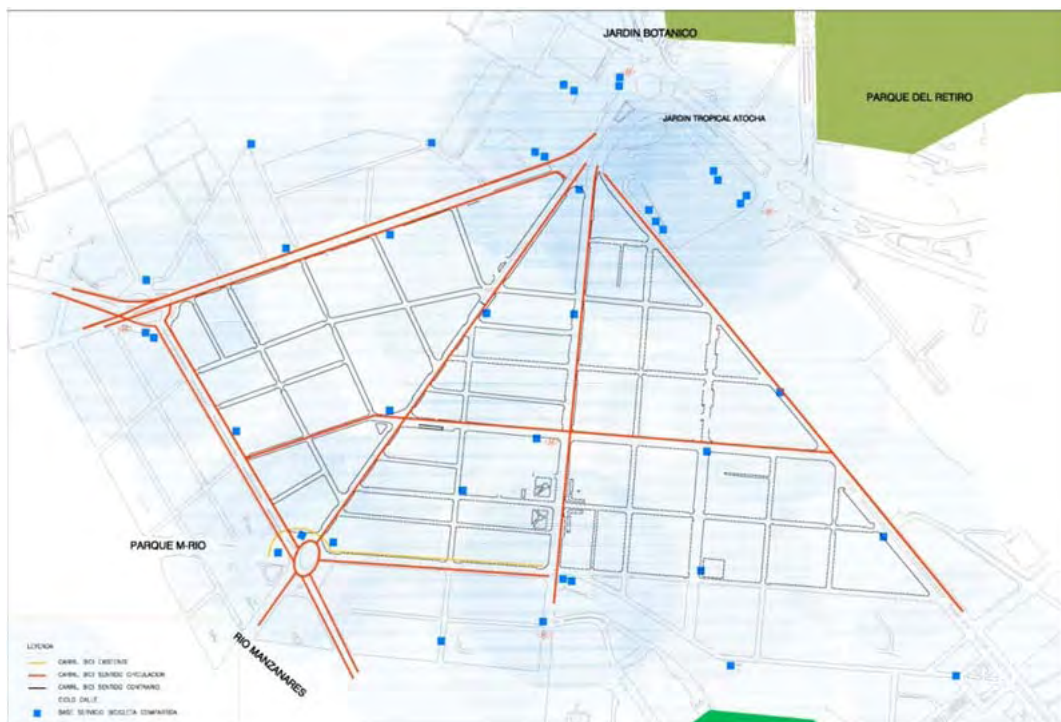 JARDIN BOTANICO
PARQUE DEL RETIRO
JARDIN TROPICAL ATOCHA
PARQUE M-RIO
RIO MANZANARES
LEYENDA
CARRIL BICI EXISTENTE
CARRIL BICI SENTIDO CIRCULACION
CARRIL BICI SENTIDO CONTRARIO
CICLO CALLE
BASE SERVICIO BICICLETA COMPARTIDA